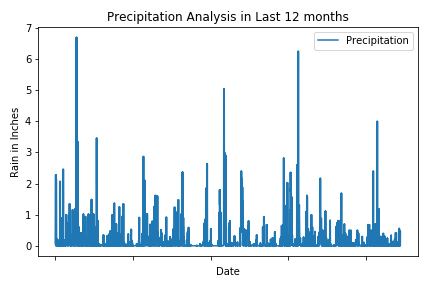 Precipitation Analysis in Last 12 months
Precipitation
7
6
5
4
3
2
1
0
Rain in Inches
Date